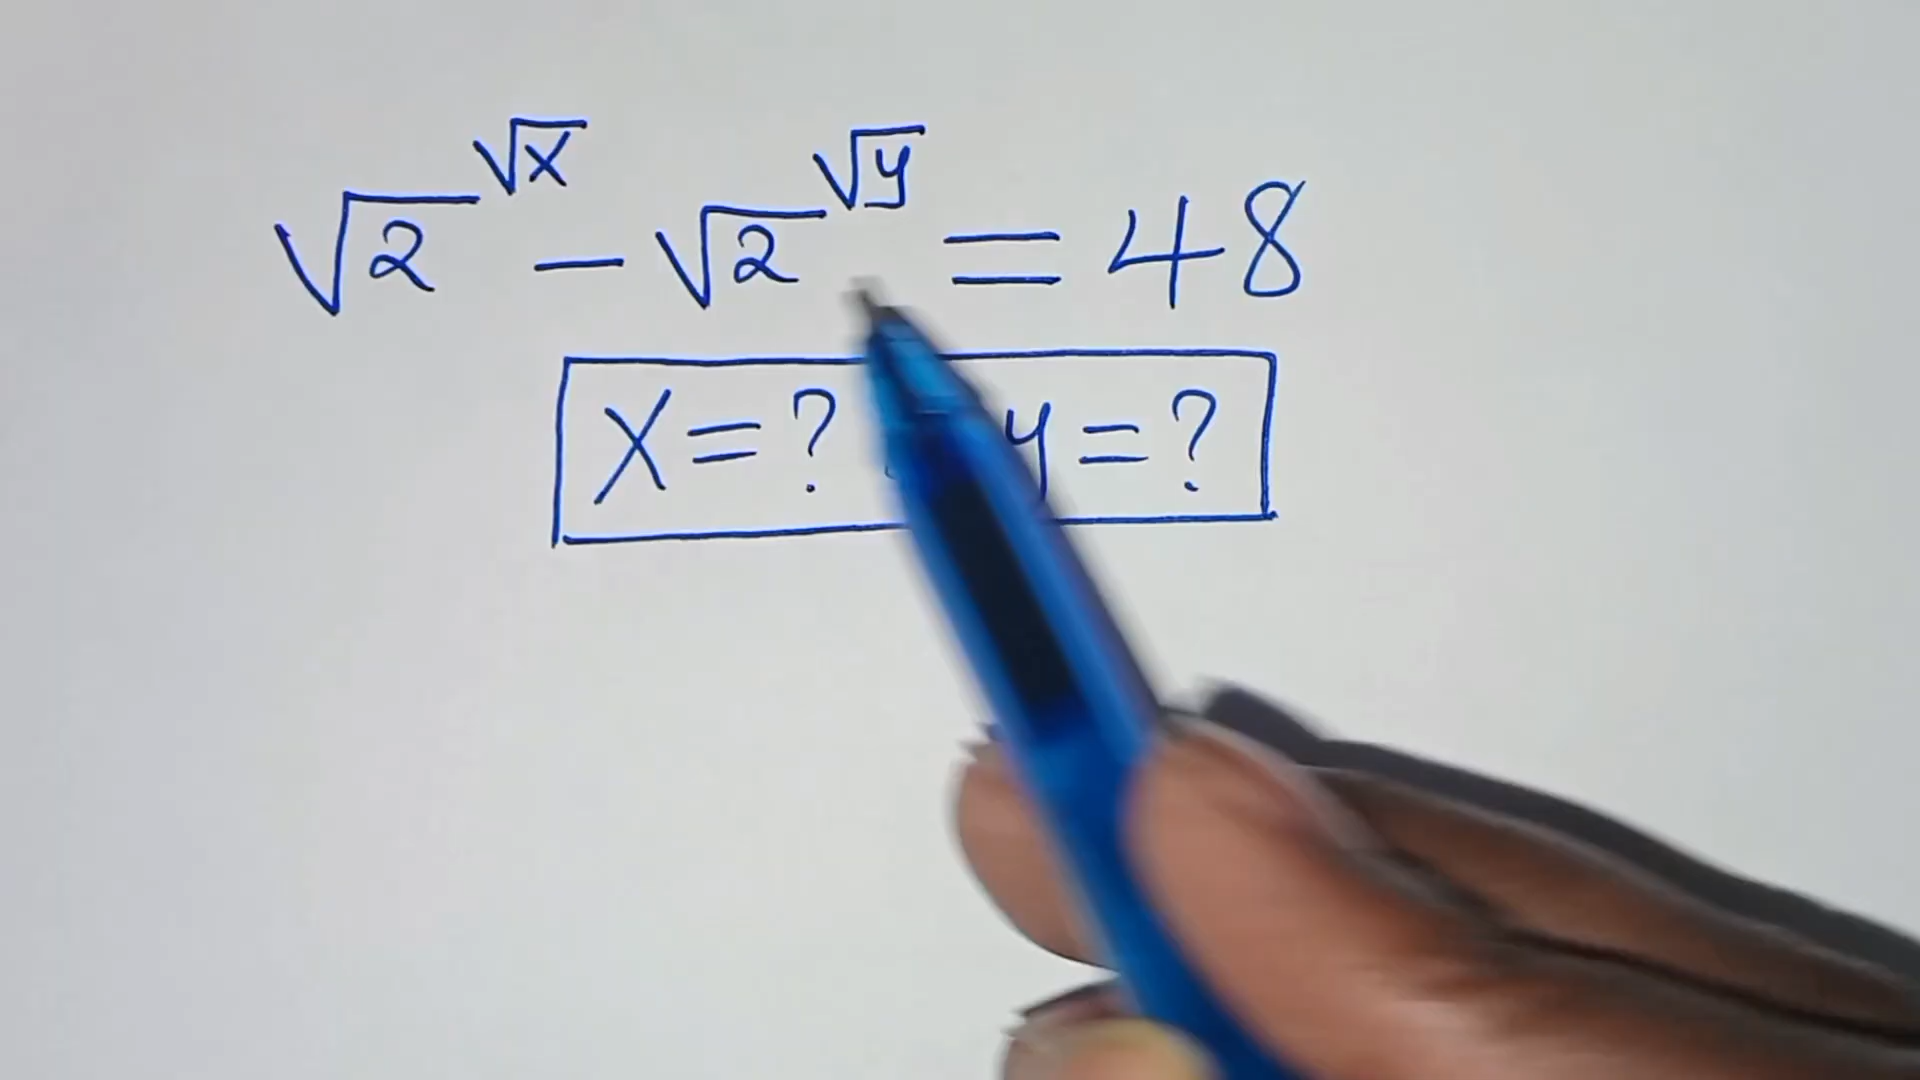 √2^√x − √2^√y = 48
x = ? y = ?